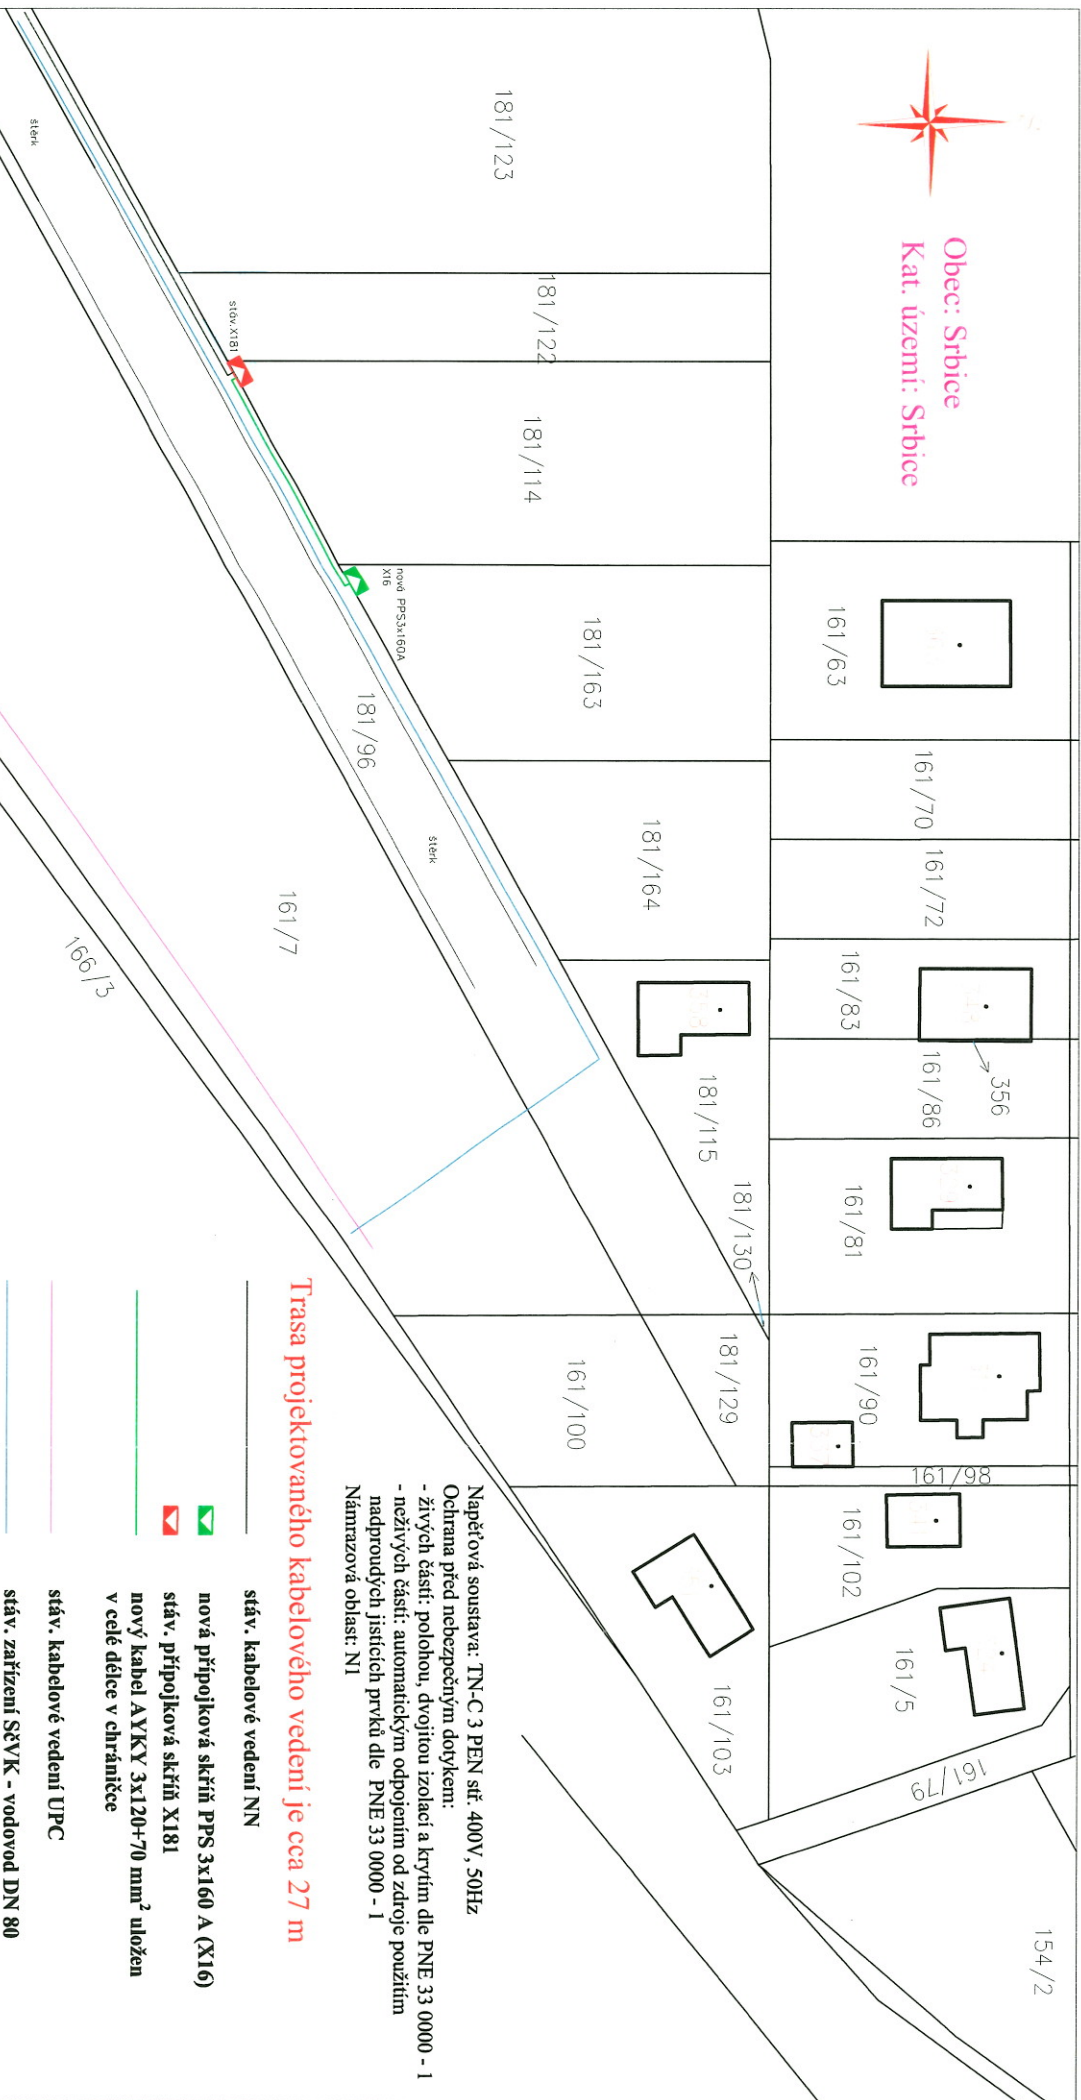 Obec: Srbice
Kat. území: Srbice
181/123
181/122
181/114
181/163
181/164
181/115
181/130
181/129
161/63
161/70
161/72
161/83
161/86
356
161/81
161/90
161/98
161/102
161/5
161/79
154/2
161/103
161/100
štěrk
stáv.X181
nová PPS3x160A
X16
181/96
štěrk
161/7
166/3
Napěťová soustava: TN-C 3 PEN stř. 400V, 50Hz
Ochrana před nebezpečným dotykem:
- živých částí: polohou, dvojitou izolací a krytím dle PNE 33 0000 - 1
- neživých částí: automatickým odpojením od zdroje použitím
nadproudých jistících prvků dle PNE 33 0000 - 1
Námrazová oblast: N1
Trasa projektovaného kabelového vedení je cca 27 m
stáv. kabelové vedení NN
nová přípojková skříň PPS 3x160 A (X16)
stáv. přípojková skříň X181
nový kabel AYKY 3x120+70 mm² uložen
v celé délce v chráničce
stáv. kabelové vedení UPC
stáv. zařízení SčVK - vodovod DN 80